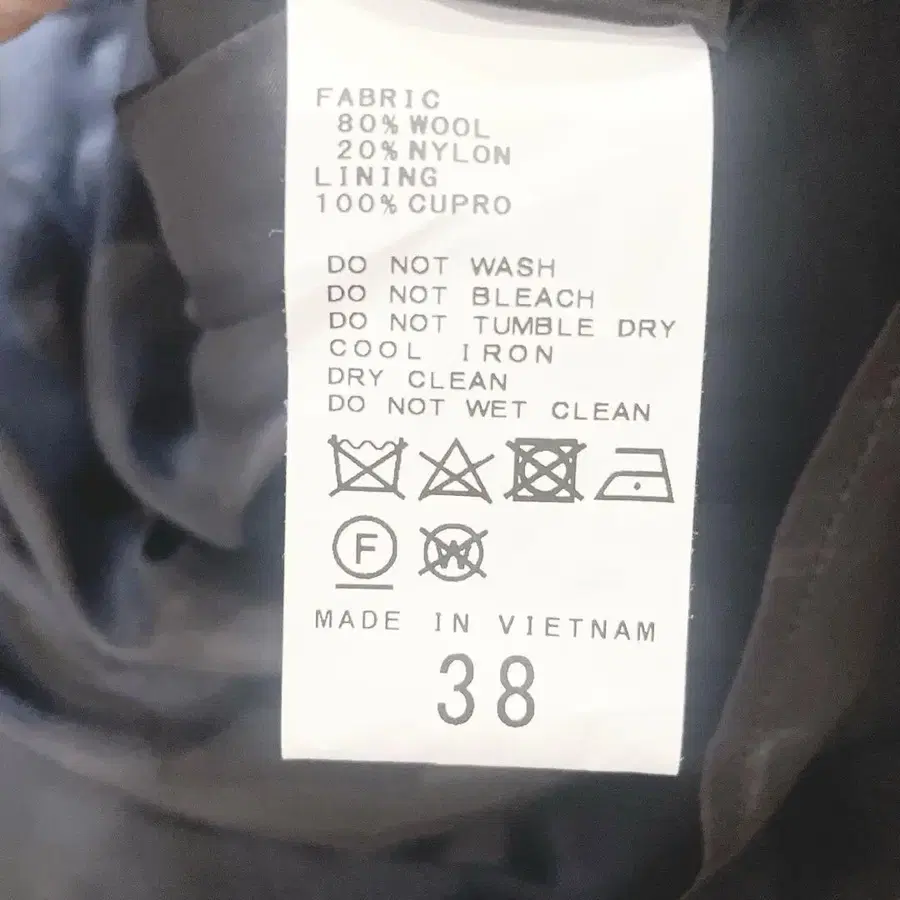 FABRIC
80% WOOL
20% NYLON
LINING
100% CUPRO
DO NOT WASH
DO NOT BLEACH
DO NOT TUMBLE DRY
COOL IRON
DRY CLEAN
DO NOT WET CLEAN
F W
MADE IN VIETNAM
38